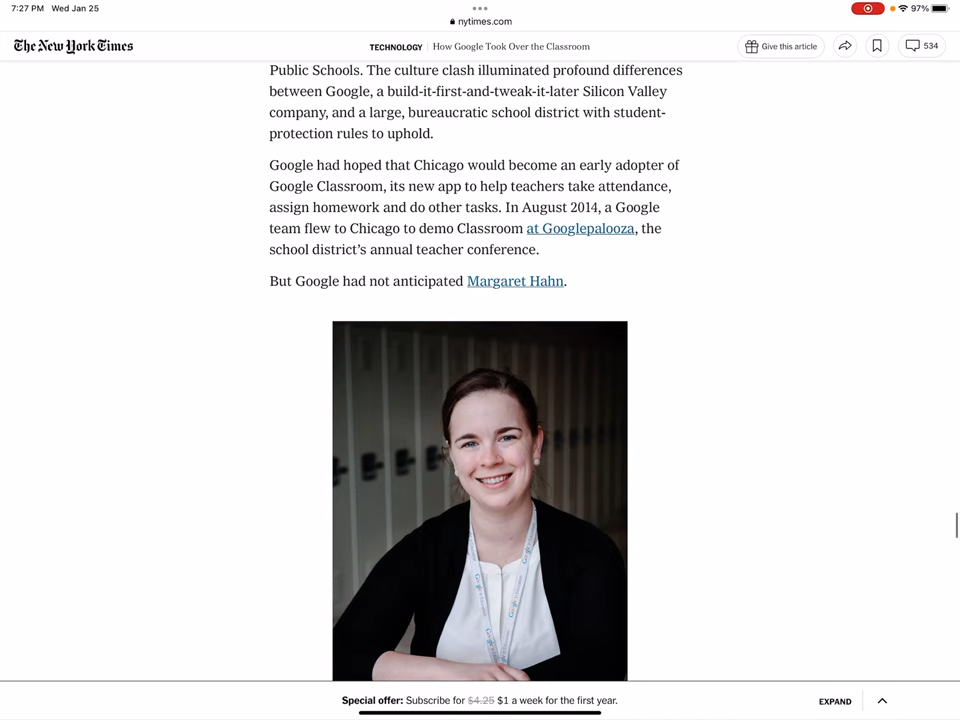 7:27 PM Wed Jan 25
nytimes.com
97%
The New York Times
TECHNOLOGY How Google Took Over the Classroom
Give this article
534
Public Schools. The culture clash illuminated profound differences
between Google, a build-it-first-and-tweak-it-later Silicon Valley
company, and a large, bureaucratic school district with student-
protection rules to uphold.
Google had hoped that Chicago would become an early adopter of
Google Classroom, its new app to help teachers take attendance,
assign homework and do other tasks. In August 2014, a Google
team flew to Chicago to demo Classroom at Googlepalooza, the
school district’s annual teacher conference.
But Google had not anticipated Margaret Hahn.
Google
Google
Google
Special offer: Subscribe for $4.25 $1 a week for the first year.
EXPAND